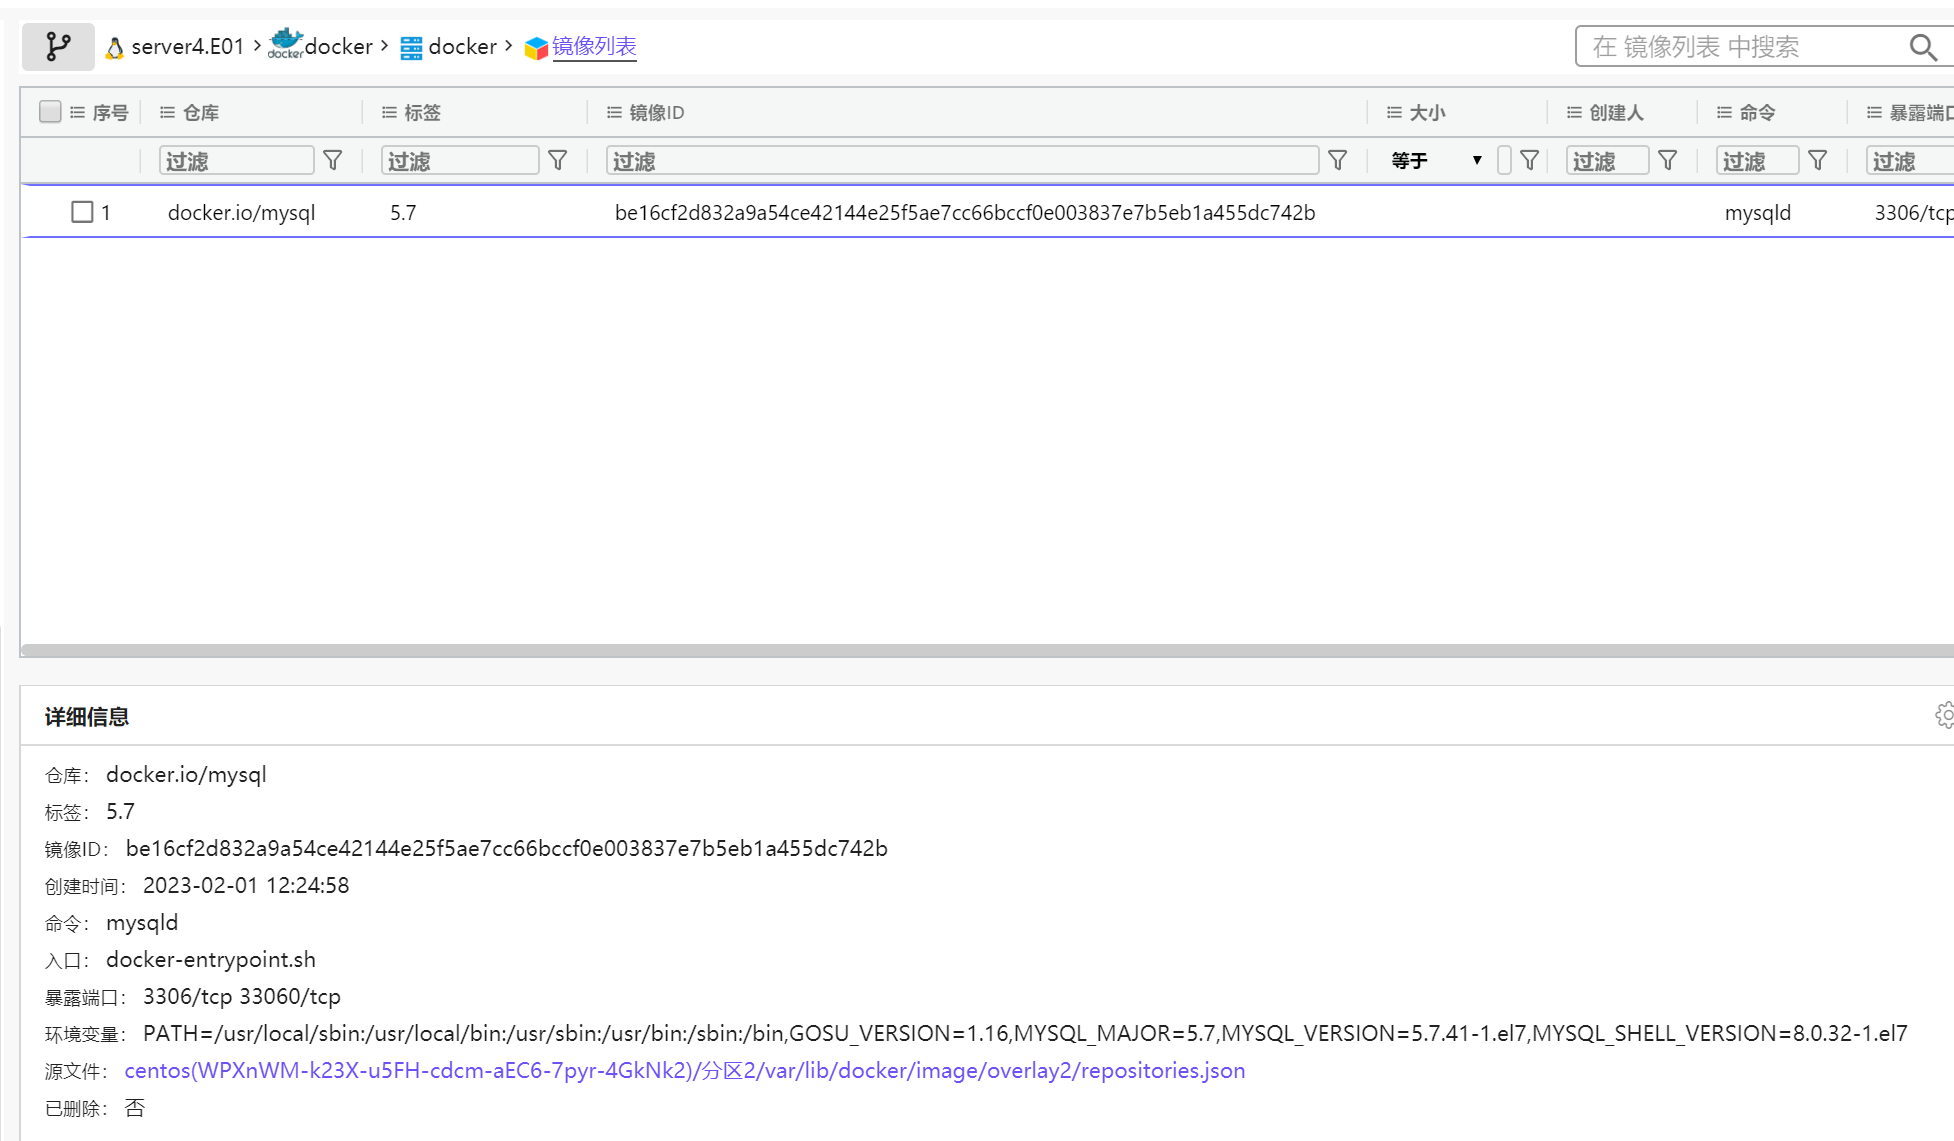 server4.E01 > docker docker > docker > 镜像列表
在 镜像列表 中搜索
序号 仓库 标签 镜像ID 大小 创建人 命令 暴露端口
过滤 过滤 过滤 等于 ▼ 过滤 过滤 过滤
1 docker.io/mysql 5.7 be16cf2d832a9a54ce42144e25f5ae7cc66bccf0e003837e7b5eb1a455dc742b mysqld 3306/tcp
详细信息
仓库: docker.io/mysql
标签: 5.7
镜像ID: be16cf2d832a9a54ce42144e25f5ae7cc66bccf0e003837e7b5eb1a455dc742b
创建时间: 2023-02-01 12:24:58
命令: mysqld
入口: docker-entrypoint.sh
暴露端口: 3306/tcp 33060/tcp
环境变量: PATH=/usr/local/sbin:/usr/local/bin:/usr/sbin:/usr/bin:/sbin:/bin,GOSU_VERSION=1.16,MYSQL_MAJOR=5.7,MYSQL_VERSION=5.7.41-1.el7,MYSQL_SHELL_VERSION=8.0.32-1.el7
源文件: centos(WPXnWM-k23X-u5FH-cdcm-aEC6-7pyr-4GkNk2)/分区2/var/lib/docker/image/overlay2/repositories.json
已删除: 否